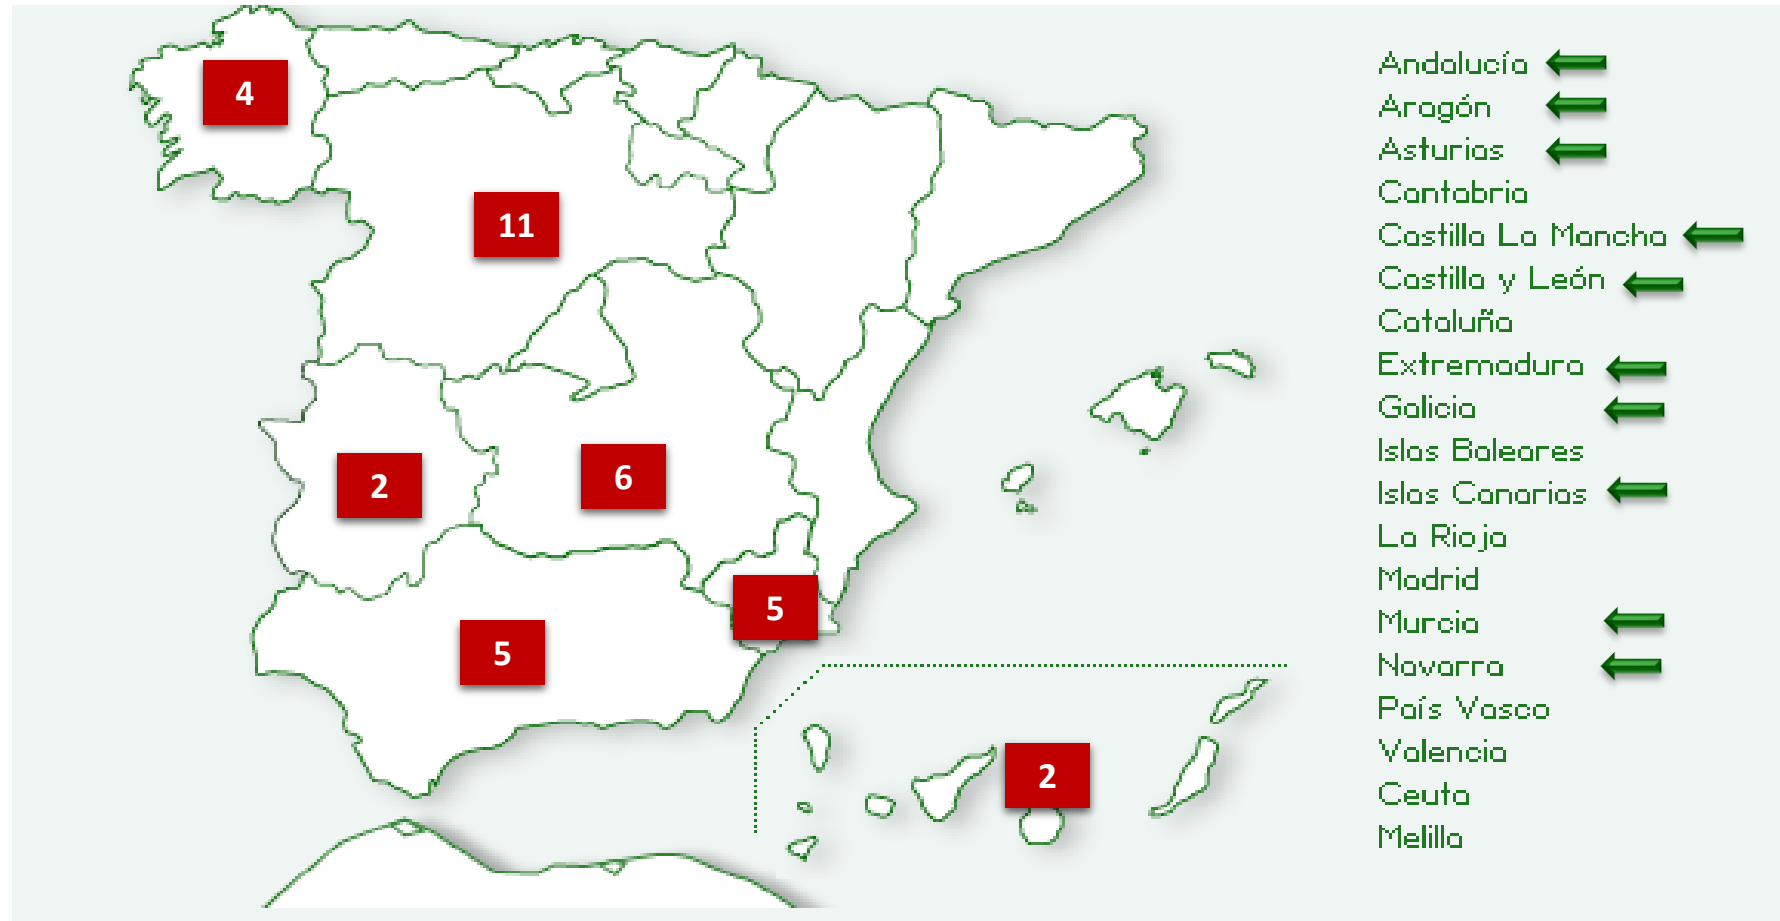 4
11
2
6
5
5
2
Andalucía
Aragón
Asturias
Cantabria
Castilla La Mancha
Castilla y León
Cataluña
Extremadura
Galicia
Islas Baleares
Islas Canarias
La Rioja
Madrid
Murcia
Navarra
País Vasco
Valencia
Ceuta
Melilla